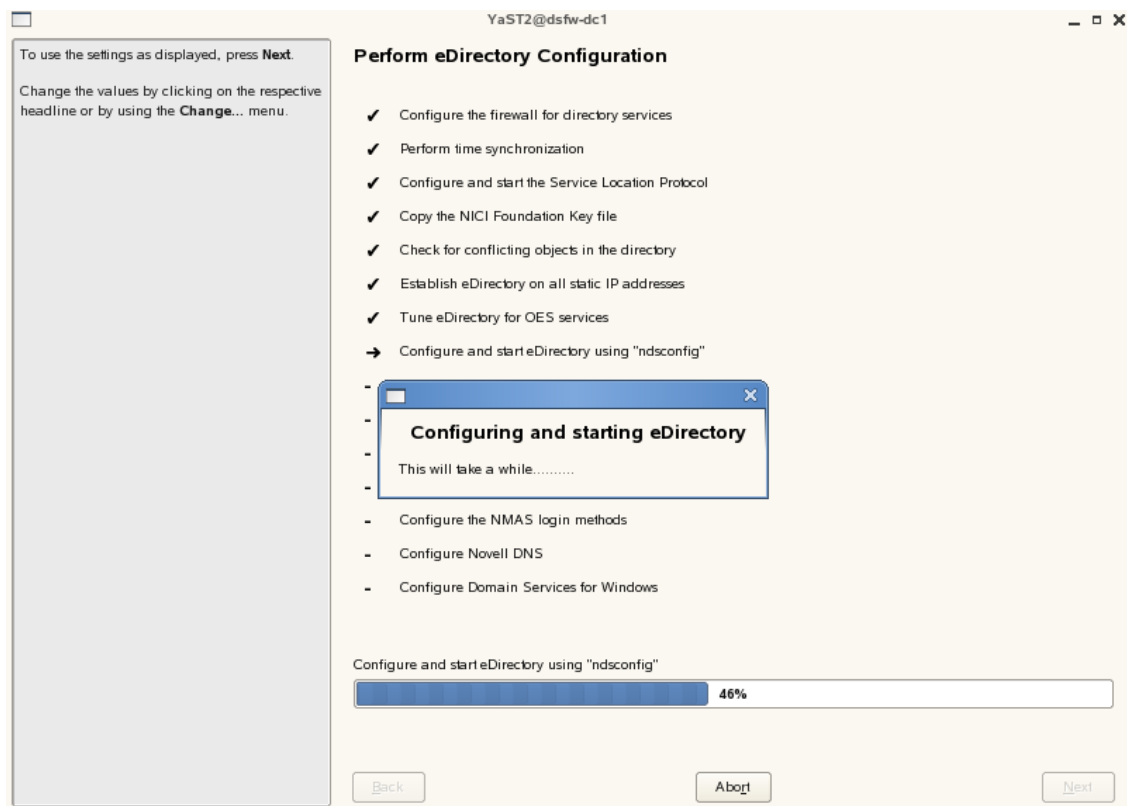 YaST2@dsfw-dc1
To use the settings as displayed, press Next.
Change the values by clicking on the respective
headline or by using the Change... menu.
Perform eDirectory Configuration
✔ Configure the firewall for directory services
✔ Perform time synchronization
✔ Configure and start the Service Location Protocol
✔ Copy the NICI Foundation Key file
✔ Check for conflicting objects in the directory
✔ Establish eDirectory on all static IP addresses
✔ Tune eDirectory for OES services
➔ Configure and start eDirectory using "ndsconfig"
-
-
-
-
Configuring and starting eDirectory
This will take a while..........
- Configure the NMAS login methods
- Configure Novell DNS
- Configure Domain Services for Windows
Configure and start eDirectory using "ndsconfig"
46%
Back
Abort
Next